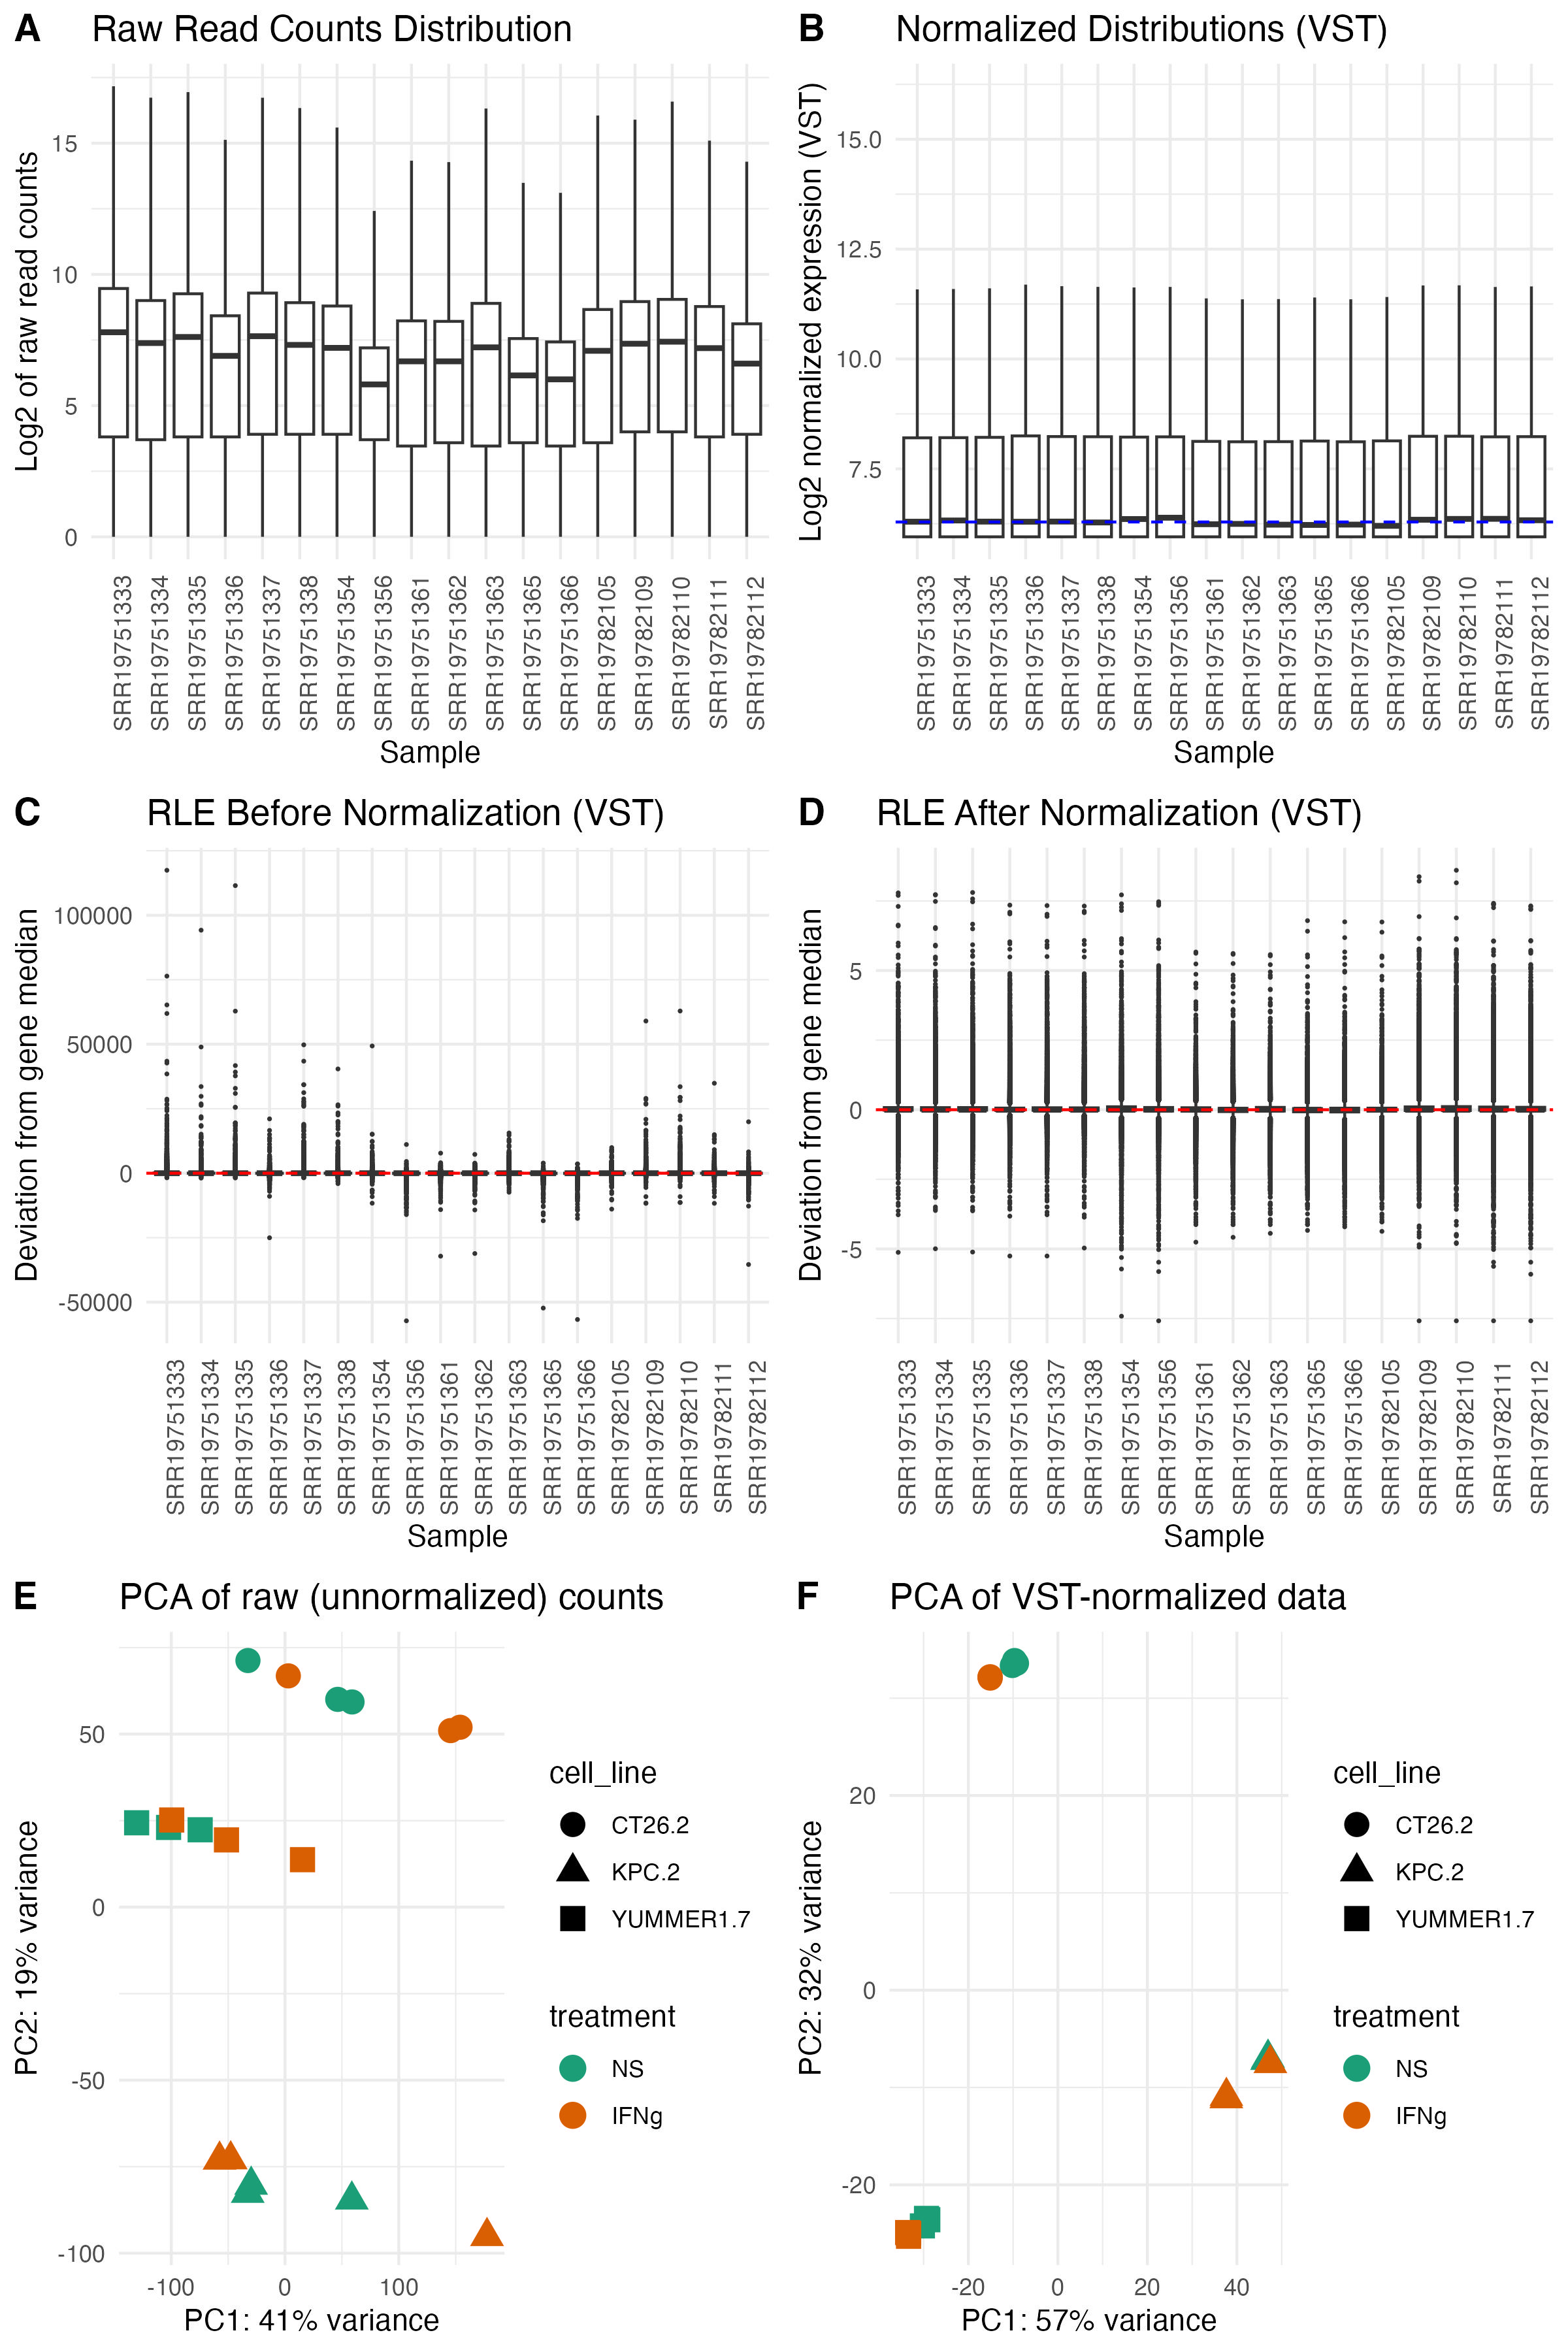 A Raw Read Counts Distribution
Log2 of raw read counts
15
10
5
0
SRR19751333
SRR19751334
SRR19751335
SRR19751336
SRR19751337
SRR19751338
SRR19751354
SRR19751356
SRR19751361
SRR19751362
SRR19751363
SRR19751365
SRR19751366
SRR19782105
SRR19782109
SRR19782110
SRR19782111
SRR19782112
Sample
B Normalized Distributions (VST)
Log2 normalized expression (VST)
15.0
12.5
10.0
7.5
SRR19751333
SRR19751334
SRR19751335
SRR19751336
SRR19751337
SRR19751338
SRR19751354
SRR19751356
SRR19751361
SRR19751362
SRR19751363
SRR19751365
SRR19751366
SRR19782105
SRR19782109
SRR19782110
SRR19782111
SRR19782112
Sample
C RLE Before Normalization (VST)
Deviation from gene median
100000
50000
0
-50000
SRR19751333
SRR19751334
SRR19751335
SRR19751336
SRR19751337
SRR19751338
SRR19751354
SRR19751356
SRR19751361
SRR19751362
SRR19751363
SRR19751365
SRR19751366
SRR19782105
SRR19782109
SRR19782110
SRR19782111
SRR19782112
Sample
D RLE After Normalization (VST)
Deviation from gene median
5
0
-5
SRR19751333
SRR19751334
SRR19751335
SRR19751336
SRR19751337
SRR19751338
SRR19751354
SRR19751356
SRR19751361
SRR19751362
SRR19751363
SRR19751365
SRR19751366
SRR19782105
SRR19782109
SRR19782110
SRR19782111
SRR19782112
Sample
E PCA of raw (unnormalized) counts
PC2: 19% variance
50
0
-50
-100
-100 0 100
PC1: 41% variance
cell_line
CT26.2
KPC.2
YUMMER1.7
treatment
NS
IFNg
F PCA of VST-normalized data
PC2: 32% variance
20
0
-20
-20 0 20 40
PC1: 57% variance
cell_line
CT26.2
KPC.2
YUMMER1.7
treatment
NS
IFNg